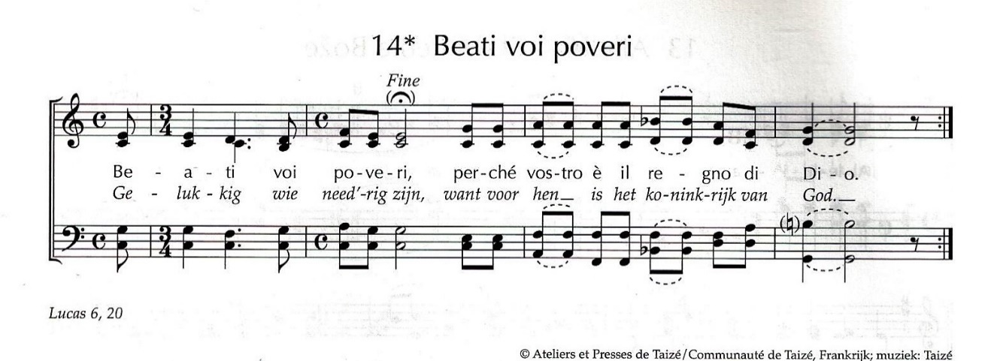 14* Beati voi poveri
Fine
Be - a - ti voi po - ve - ri, per - ché vos - tro è il re - gno di Di - o.
Ge - luk - kig wie need'-rig zijn, want voor hen__ is het ko - nink - rijk van God.__
Lucas 6, 20
© Ateliers et Presses de Taizé/Communauté de Taizé, Frankrijk; muziek: Taizé